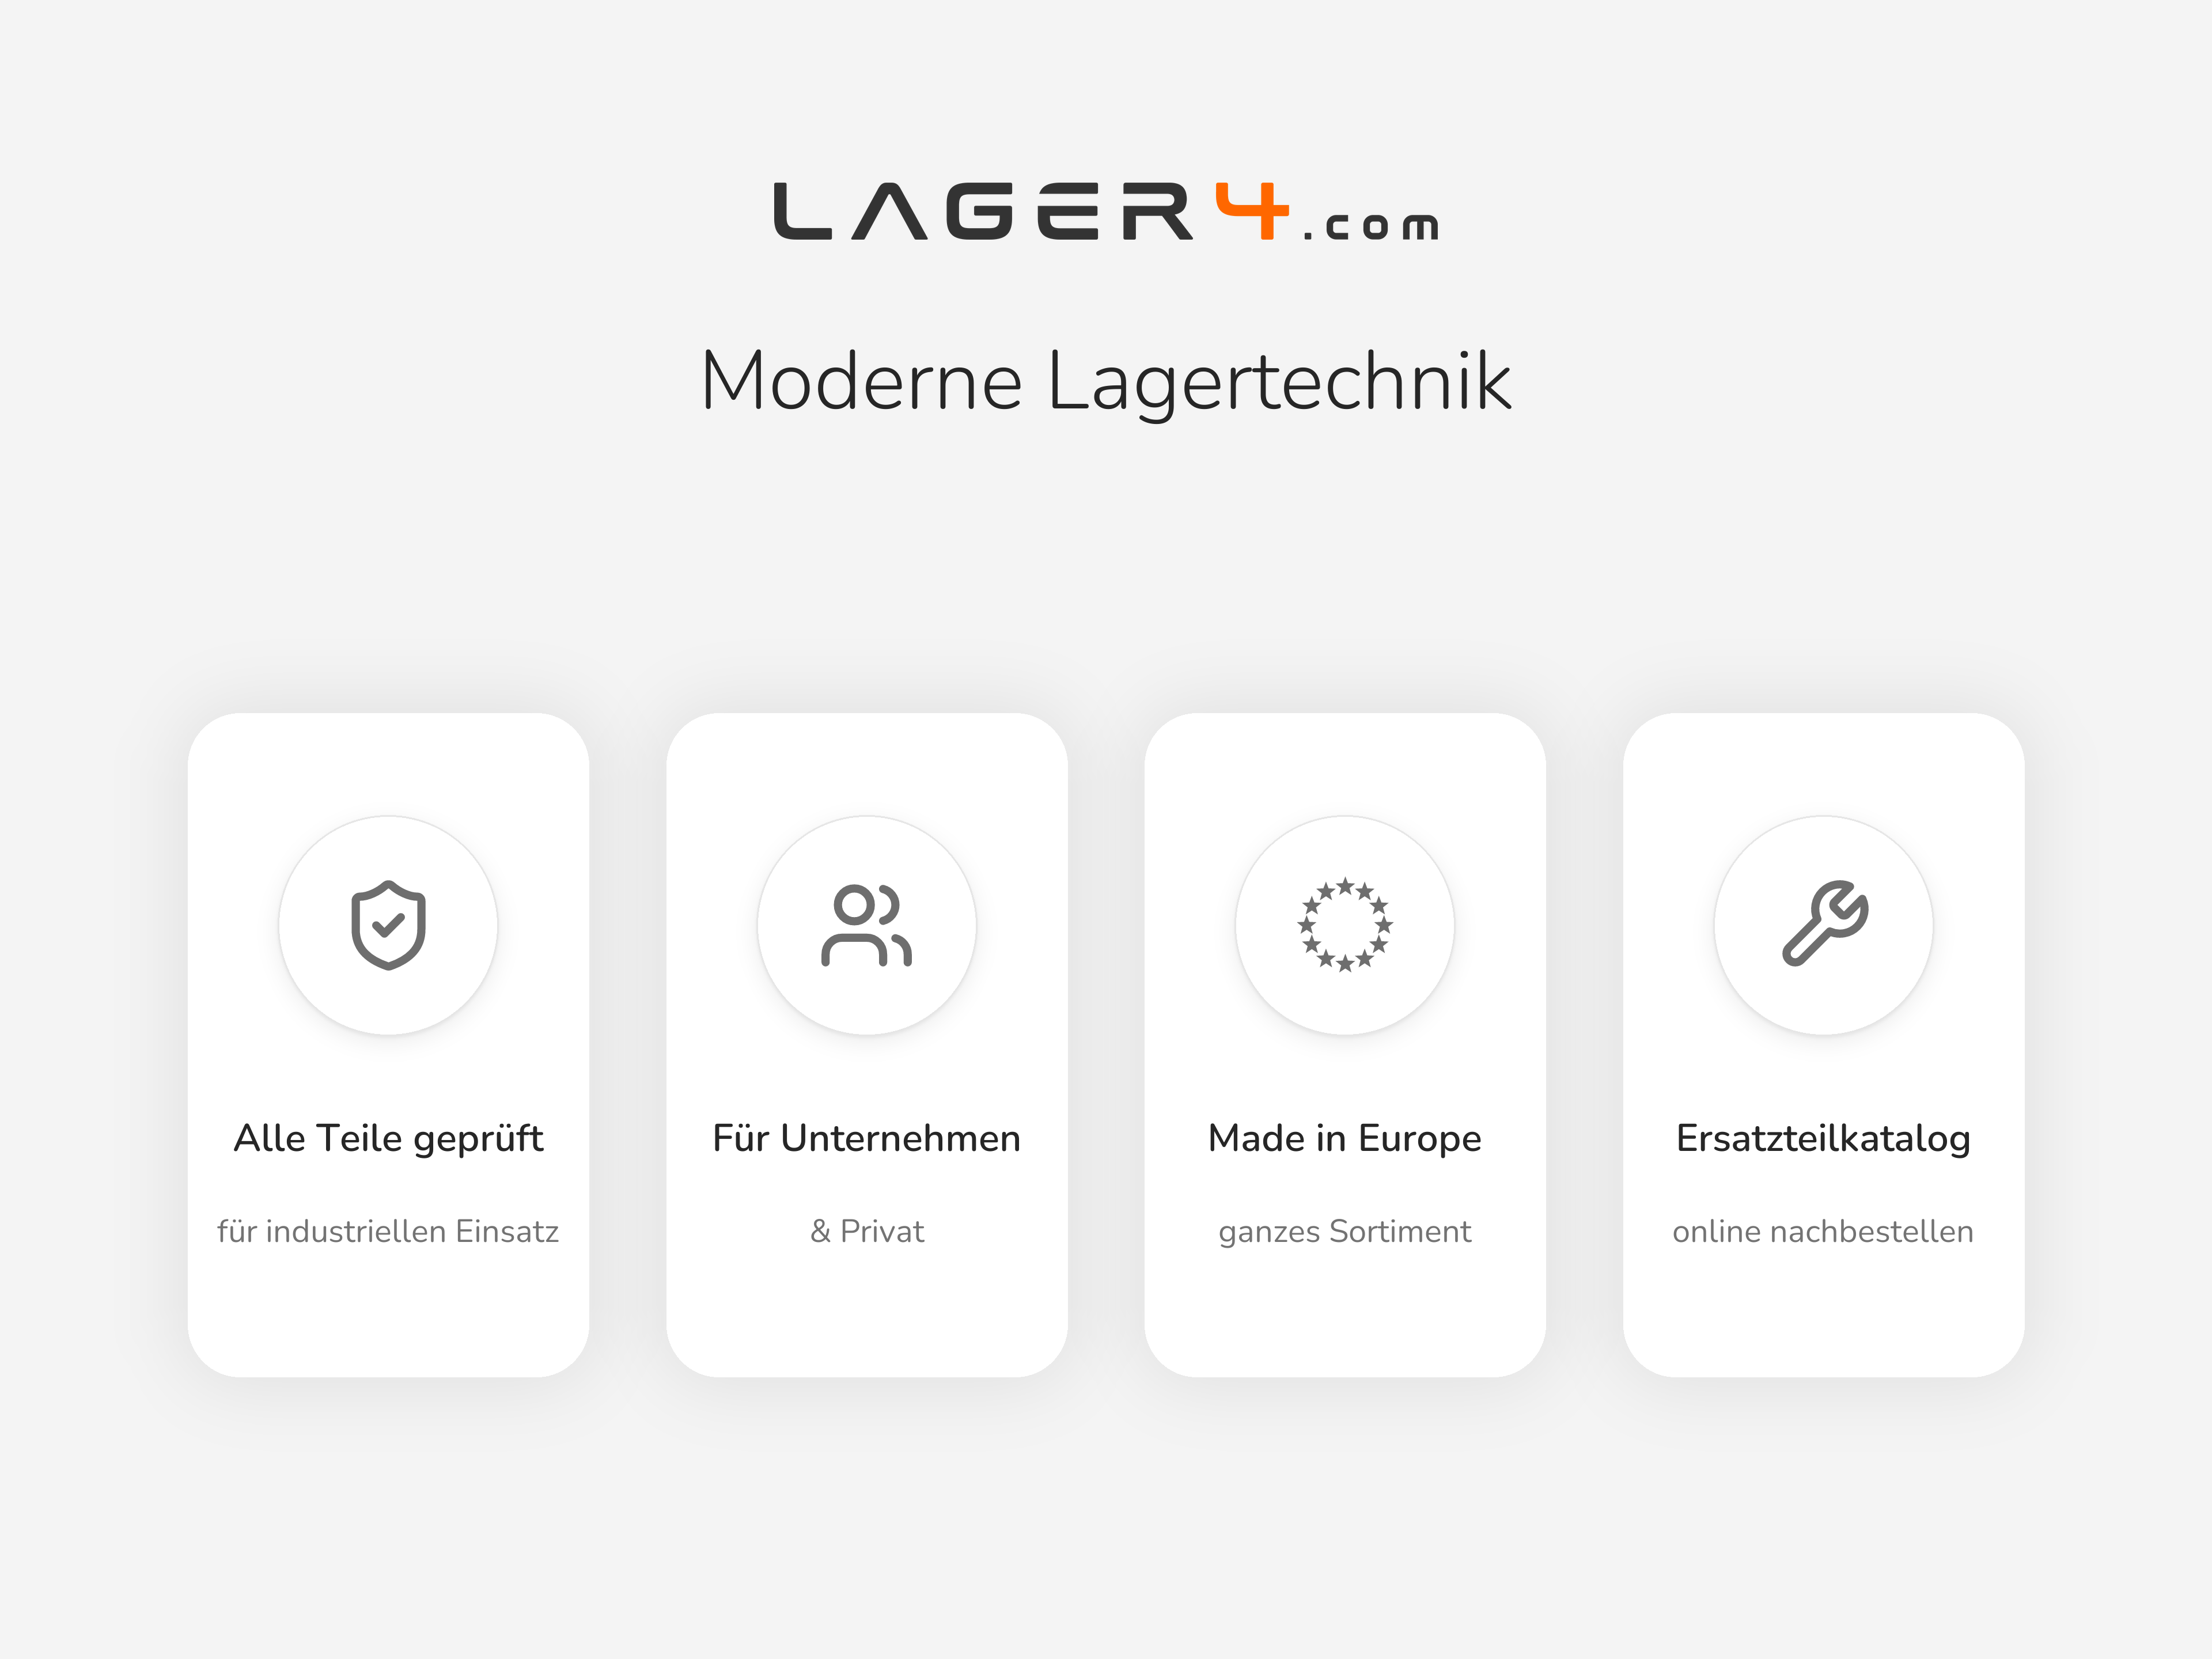 LAGER4.com
Moderne Lagertechnik
Alle Teile geprüft
für industriellen Einsatz
Für Unternehmen
& Privat
Made in Europe
ganzes Sortiment
Ersatzteilkatalog
online nachbestellen